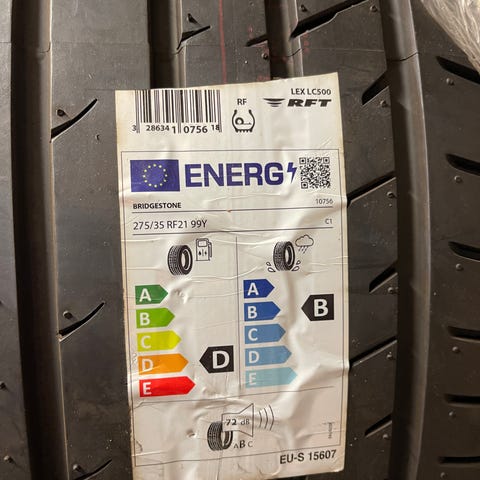 LEX LC500
RF RFT
3 286341 075618
ENERG
BRIDGESTONE 10756
275/35 RF21 99Y C1
A
B
C
D
E
D
A
B
C
D
E
B
72 dB
ABC
EU-S 15607